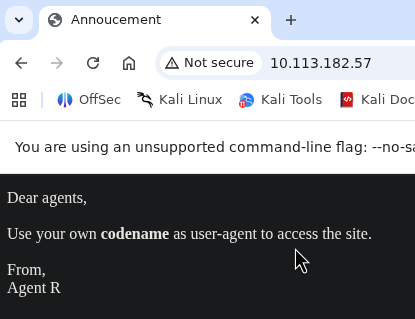 Annoucement
Not secure 10.113.182.57
OffSec Kali Linux Kali Tools Kali Doc
You are using an unsupported command-line flag: --no-sa
Dear agents,
Use your own codename as user-agent to access the site.
From,
Agent R